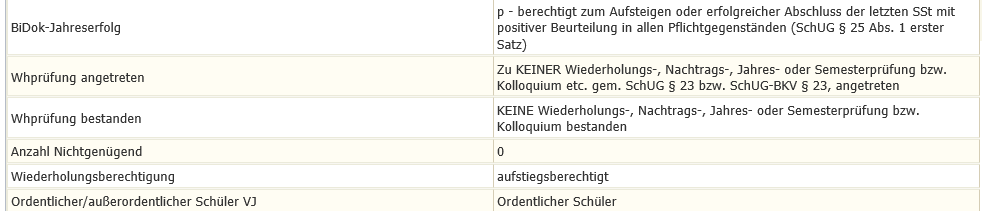 p - berechtigt zum Aufsteigen oder erfolgreicher Abschluss der letzten SSt mit
BiDok-Jahreserfolg
positiver Beurteilung in allen Pflichtgegenständen (SchUG § 25 Abs. 1 erster
Satz)
Zu KEINER Wiederholungs-, Nachtrags-, Jahres- oder Semesterprüfung bzw.
Whprüfung angetreten
Kolloquium etc. gem. SchUG § 23 bzw. SchUG-BKV § 23, angetreten
KEINE Wiederholungs-, Nachtrags-, Jahres- oder Semesterprüfung bzw.
Whprüfung bestanden
Kolloquium bestanden
Anzahl Nichtgenügend 0
Wiederholungsberechtigung aufstiegsberechtigt
Ordentlicher/außerordentlicher Schüler VJ Ordentlicher Schüler